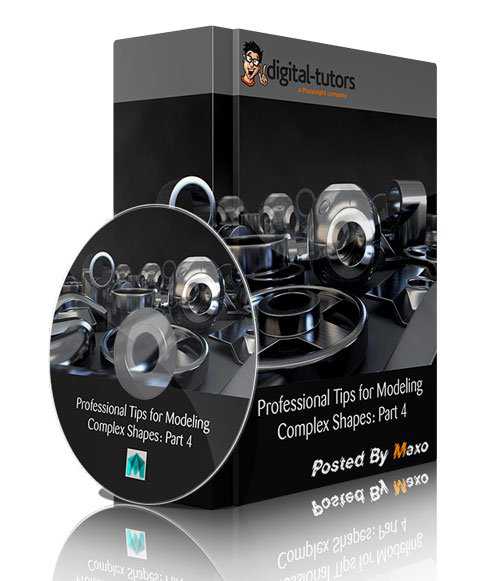 digital-tutors
a Pluralsight company
Professional Tips for Modeling
Complex Shapes: Part 4
Posted By Maxo
Professional Tips for Modeling
Complex Shapes: Part 4